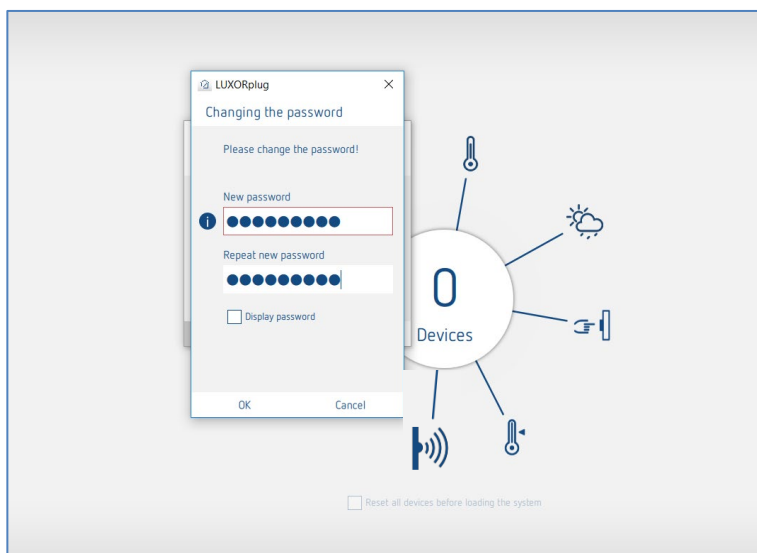 LUXORplug
Changing the password
Please change the password!
New password
●●●●●●●●●
Repeat new password
●●●●●●●●●
Display password
OK Cancel
0
Devices
Reset all devices before loading the system